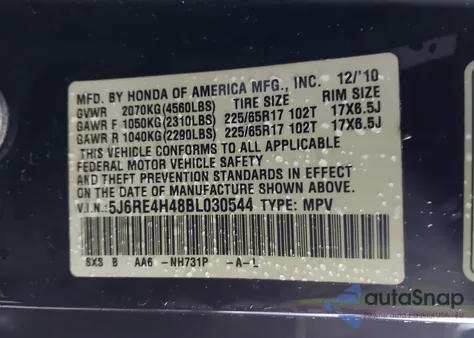 MFD. BY HONDA OF AMERICA MFG., INC. 12/'10
GVWR 2070KG(4560LBS) TIRE SIZE RIM SIZE
GAWR F 1050KG(2310LBS) 225/65R17 102T 17X6.5J
GAWR R 1040KG(2290LBS) 225/65R17 102T 17X6.5J
THIS VEHICLE CONFORMS TO ALL APPLICABLE
FEDERAL MOTOR VEHICLE SAFETY
AND THEFT PREVENTION STANDARDS IN EFFECT
ON THE DATE OF MANUFACTURE SHOWN ABOVE.
V.I.N:5J6RE4H48BL030544 TYPE: MPV
SXS B AA6 -NH731P -A-L
autaSnap